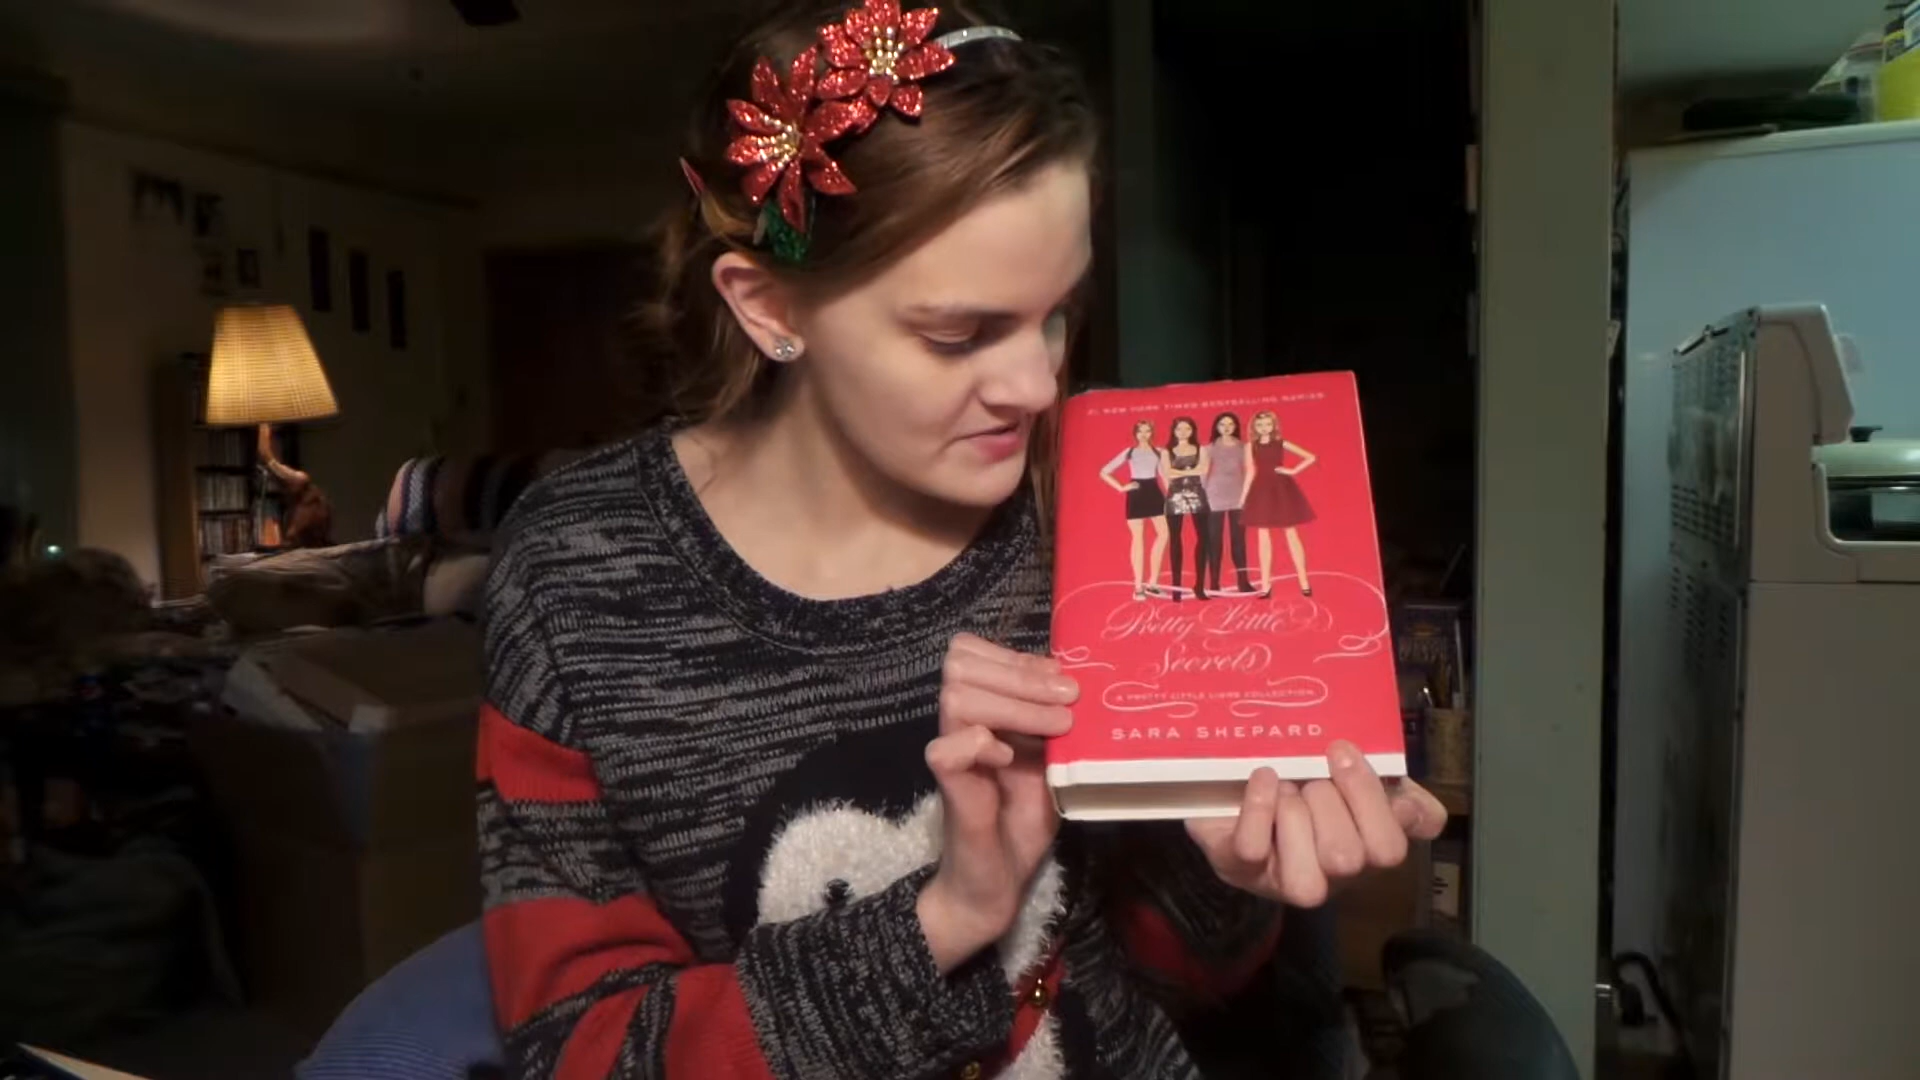 #1 NEW YORK TIMES BESTSELLING SERIES
Pretty Little
Secrets
A PRETTY LITTLE LIARS COLLECTION
SARA SHEPARD